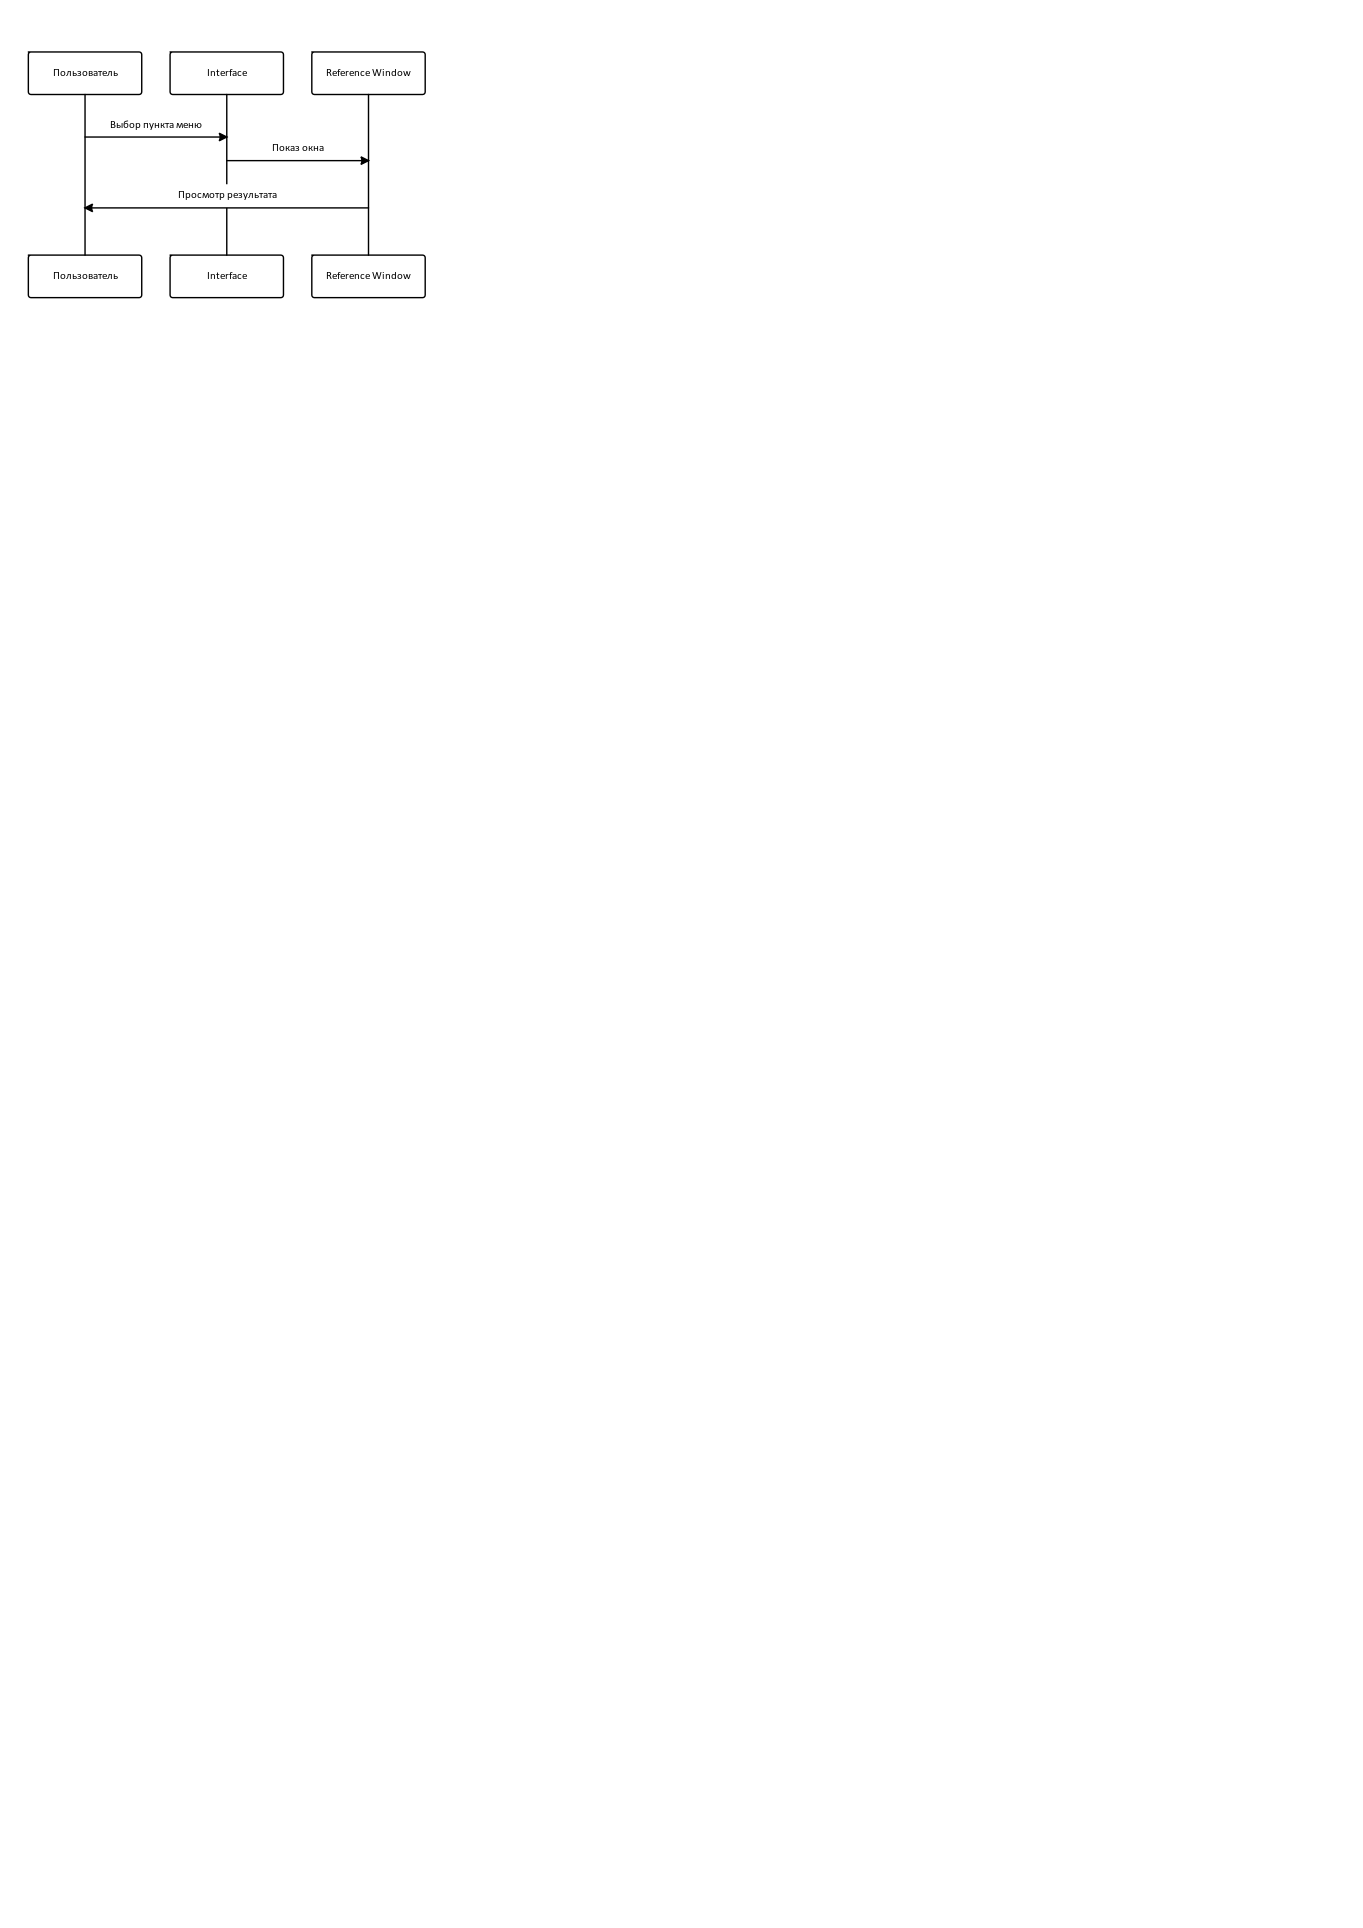 Пользователь
Interface
Reference Window
Выбор пункта меню
Показ окна
Просмотр результата
Пользователь
Interface
Reference Window